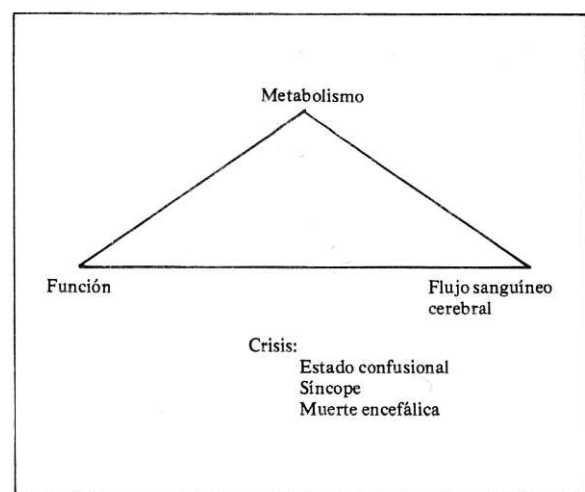 Metabolismo
Función
Flujo sanguíneo
cerebral
Crisis:
Estado confusional
Síncope
Muerte encefálica